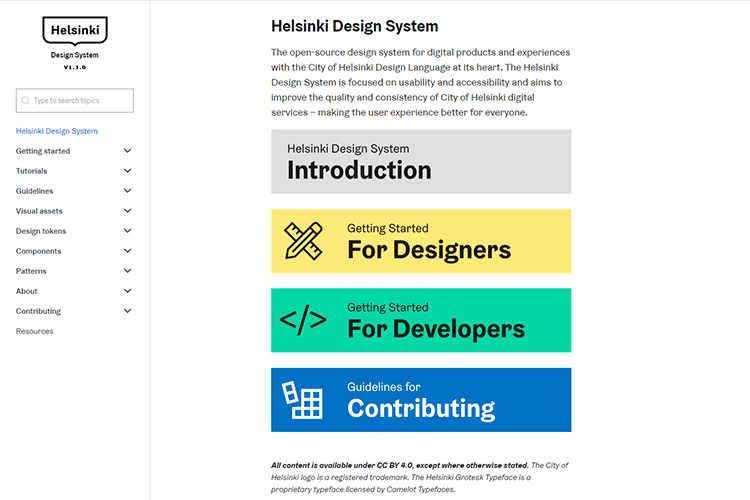 Helsinki
Design System
V1.1.0
Type to search topics
Helsinki Design System
Getting started
Tutorials
Guidelines
Visual assets
Design tokens
Components
Patterns
About
Contributing
Resources
Helsinki Design System
The open-source design system for digital products and experiences
with the City of Helsinki Design Language at its heart. The Helsinki
Design System is focused on usability and accessibility and aims to
improve the quality and consistency of City of Helsinki digital
services – making the user experience better for everyone.
Helsinki Design System
Introduction
Getting Started
For Designers
</>
Getting Started
For Developers
Guidelines for
Contributing
All content is available under CC BY 4.0, except where otherwise stated. The City of
Helsinki logo is a registered trademark. The Helsinki Grotesk Typeface is a
proprietary typeface licensed by Camelot Typefaces.